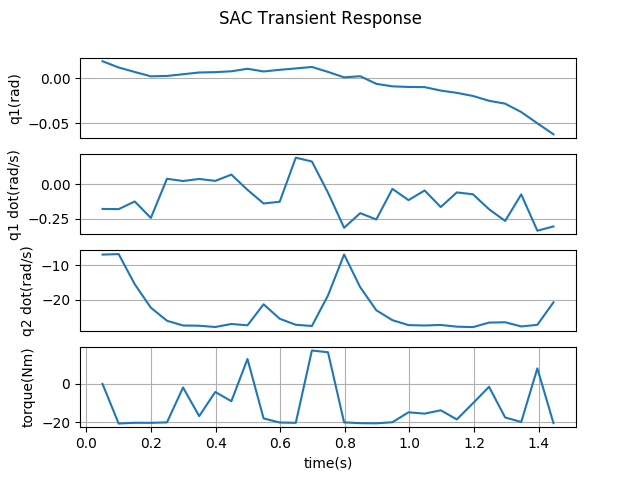 SAC Transient Response
q1(rad)
0.00
−0.05
q1 dot(rad/s)
0.00
−0.25
q2 dot(rad/s)
−10
−20
torque(Nm)
0
−20
0.0 0.2 0.4 0.6 0.8 1.0 1.2 1.4
time(s)